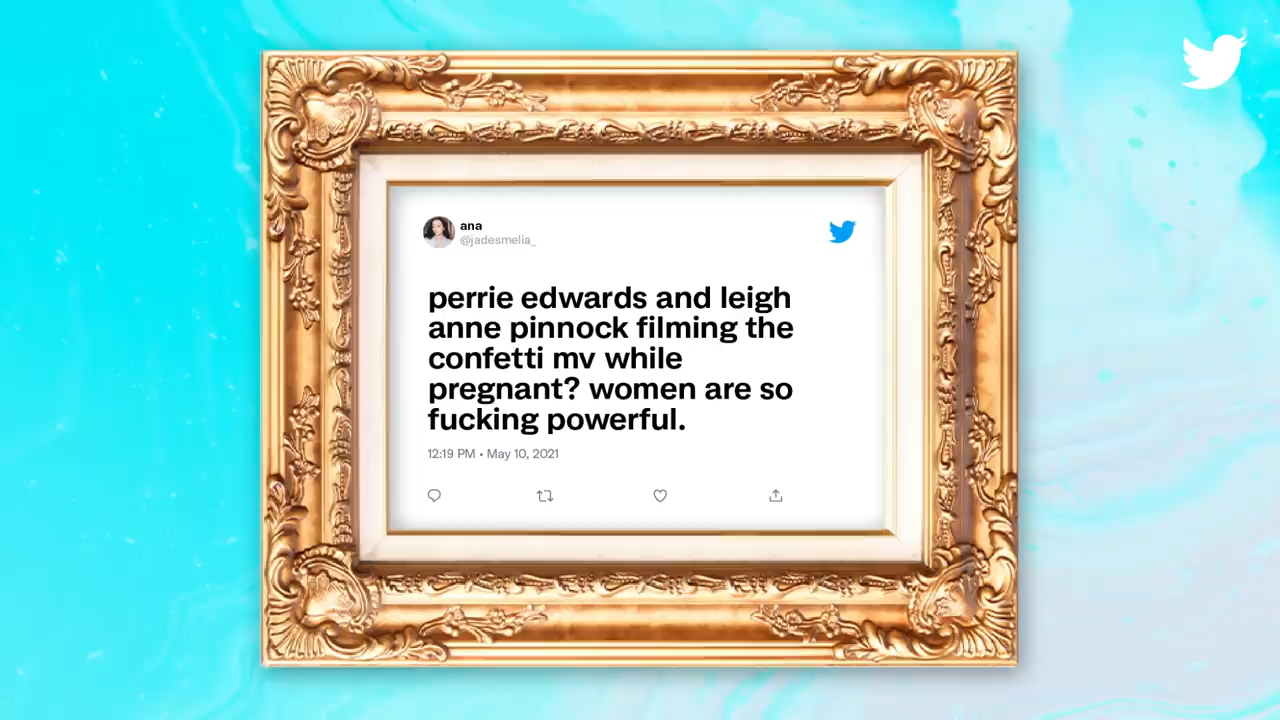 ana
@jadesmelia_
perrie edwards and leigh
anne pinnock filming the
confetti mv while
pregnant? women are so
fucking powerful.
12:19 PM • May 10, 2021